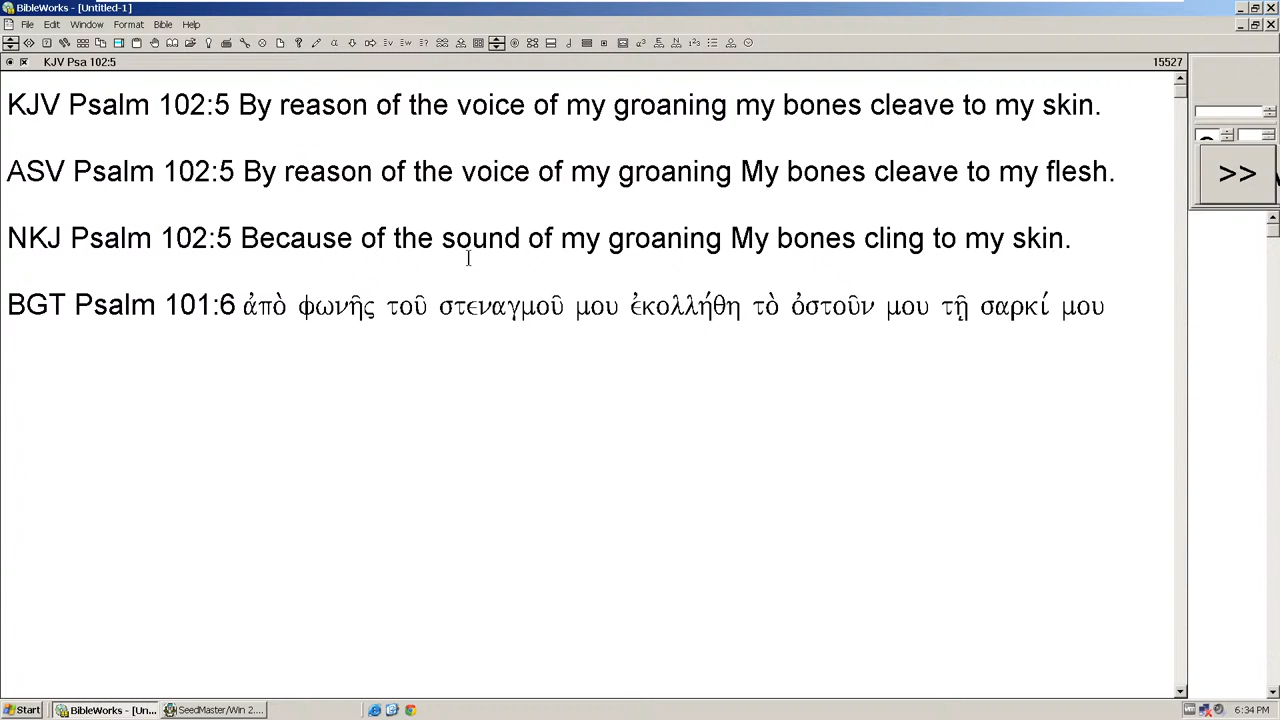 BibleWorks - [Untitled-1]
File Edit Window Format Bible Help
KJV Psa 102:5 15527
KJV Psalm 102:5 By reason of the voice of my groaning my bones cleave to my skin.
ASV Psalm 102:5 By reason of the voice of my groaning My bones cleave to my flesh.
>>
NKJ Psalm 102:5 Because of the sound of my groaning My bones cling to my skin.
BGT Psalm 101:6 ἀπὸ φωνῆς τοῦ στεναγμοῦ μου ἐκολλήθη τὸ ὀστοῦν μου τῇ σαρκί μου
Start BibleWorks - [Un... SeedMaster/Win 2.... 6:34 PM